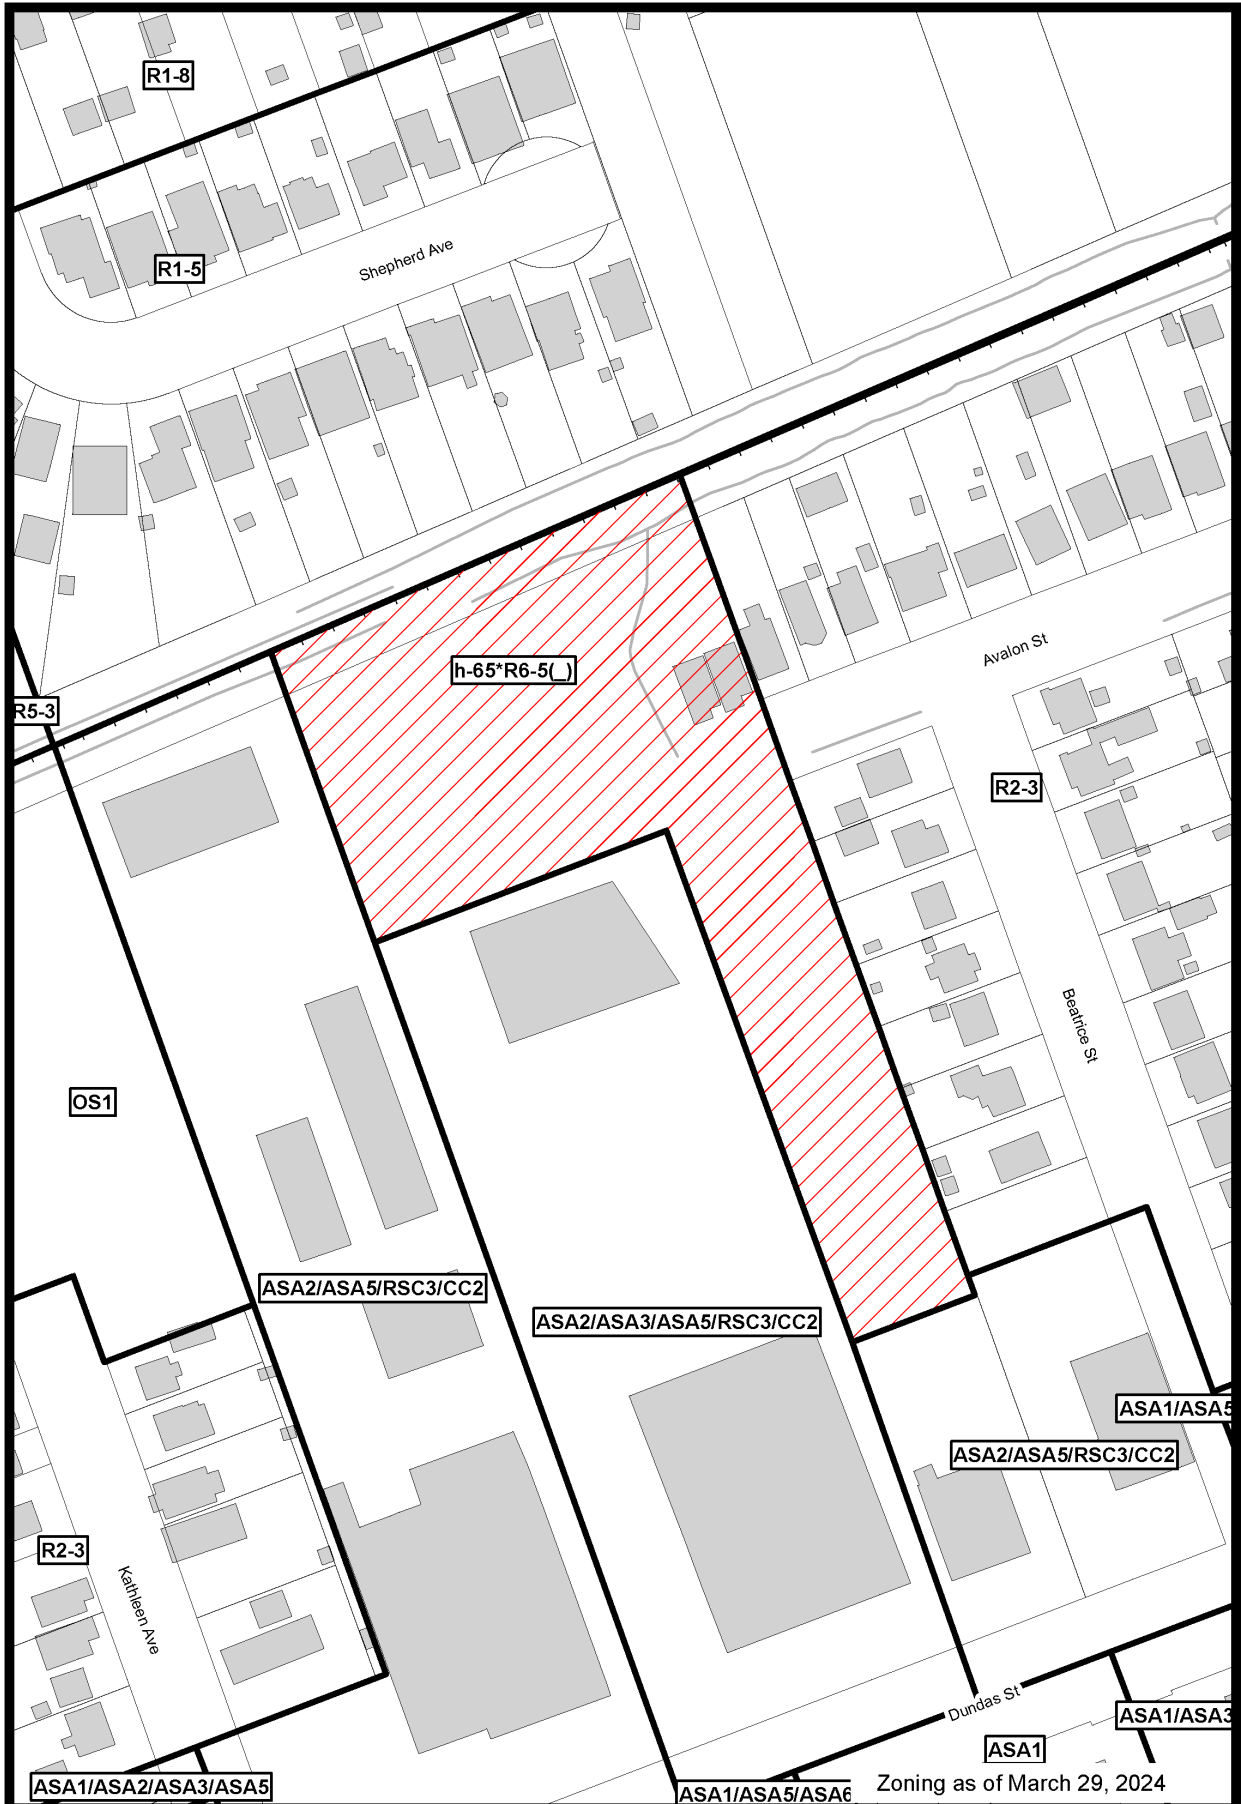 R1-8
Shepherd Ave
R1-5
Avalon St
h-65*R6-5(_)
R5-3
R2-3
Beatrice St
OS1
ASA2/ASA5/RSC3/CC2
ASA2/ASA3/ASA5/RSC3/CC2
ASA1/ASA5
ASA2/ASA5/RSC3/CC2
R2-3
Kathleen Ave
Dundas St
ASA1/ASA3
ASA1
ASA1/ASA2/ASA3/ASA5
ASA1/ASA5/ASA6
Zoning as of March 29, 2024